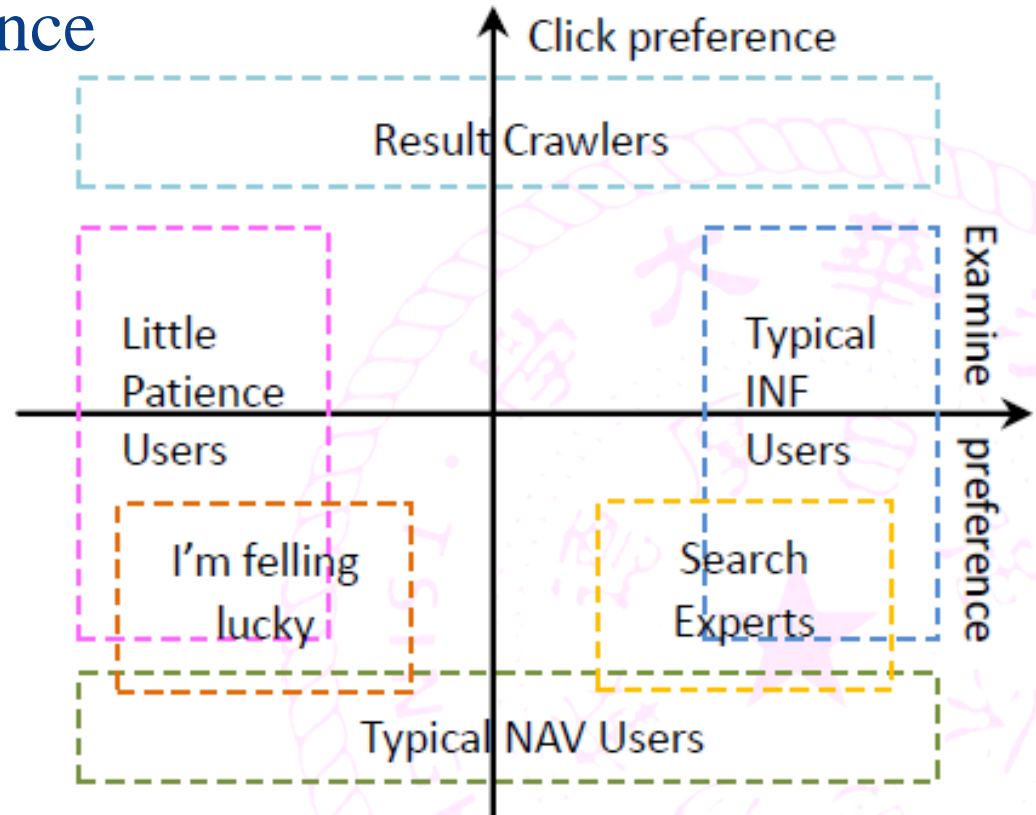 nce
Click preference
Result Crawlers
Examine preference
Little
Patience
Users
Typical
INF
Users
I'm felling
lucky
Search
Experts
Typical NAV Users